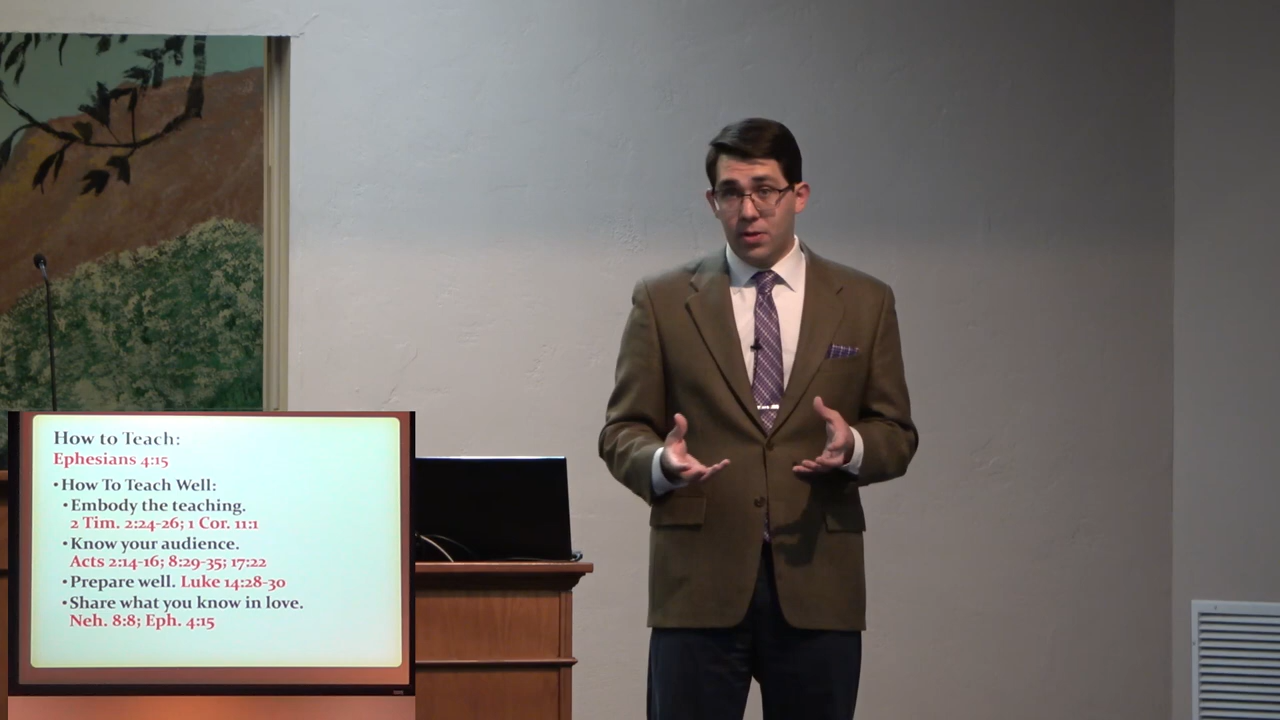 How to Teach:
Ephesians 4:15
•How To Teach Well:
•Embody the teaching.
2 Tim. 2:24-26; 1 Cor. 11:1
•Know your audience.
Acts 2:14-16; 8:29-35; 17:22
•Prepare well. Luke 14:28-30
•Share what you know in love.
Neh. 8:8; Eph. 4:15